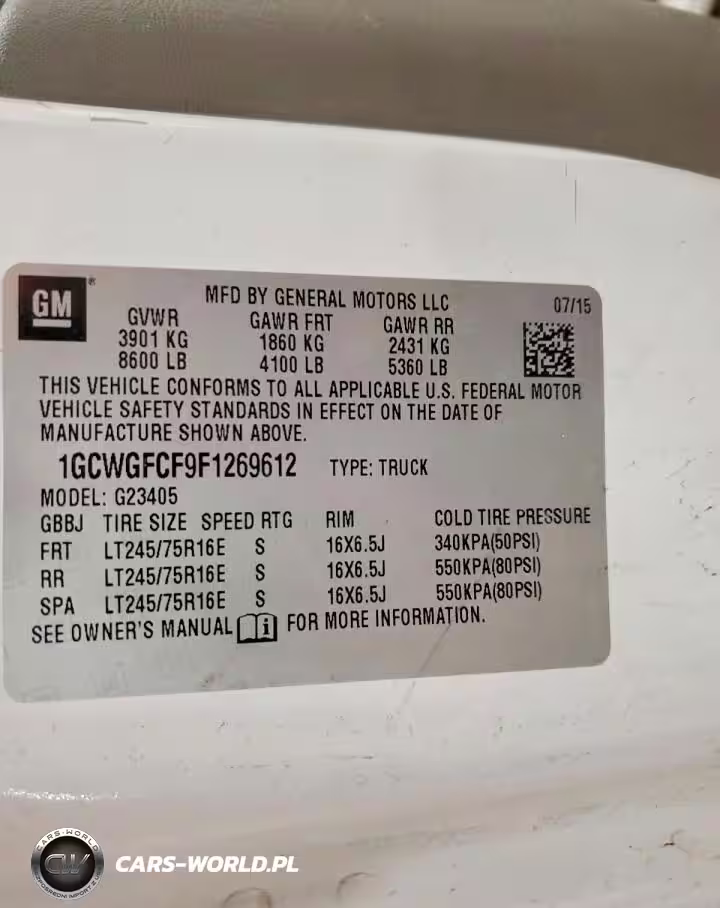 GM ®
MFD BY GENERAL MOTORS LLC 07/15
GVWR GAWR FRT GAWR RR
3901 KG 1860 KG 2431 KG
8600 LB 4100 LB 5360 LB
THIS VEHICLE CONFORMS TO ALL APPLICABLE U.S. FEDERAL MOTOR
VEHICLE SAFETY STANDARDS IN EFFECT ON THE DATE OF
MANUFACTURE SHOWN ABOVE.
1GCWGFCF9F1269612 TYPE: TRUCK
MODEL: G23405
GBBJ TIRE SIZE SPEED RTG RIM COLD TIRE PRESSURE
FRT LT245/75R16E S 16X6.5J 340KPA(50PSI)
RR LT245/75R16E S 16X6.5J 550KPA(80PSI)
SPA LT245/75R16E S 16X6.5J 550KPA(80PSI)
SEE OWNER'S MANUAL i FOR MORE INFORMATION.
CARS-WORLD
CW
CARS-WORLD.PL